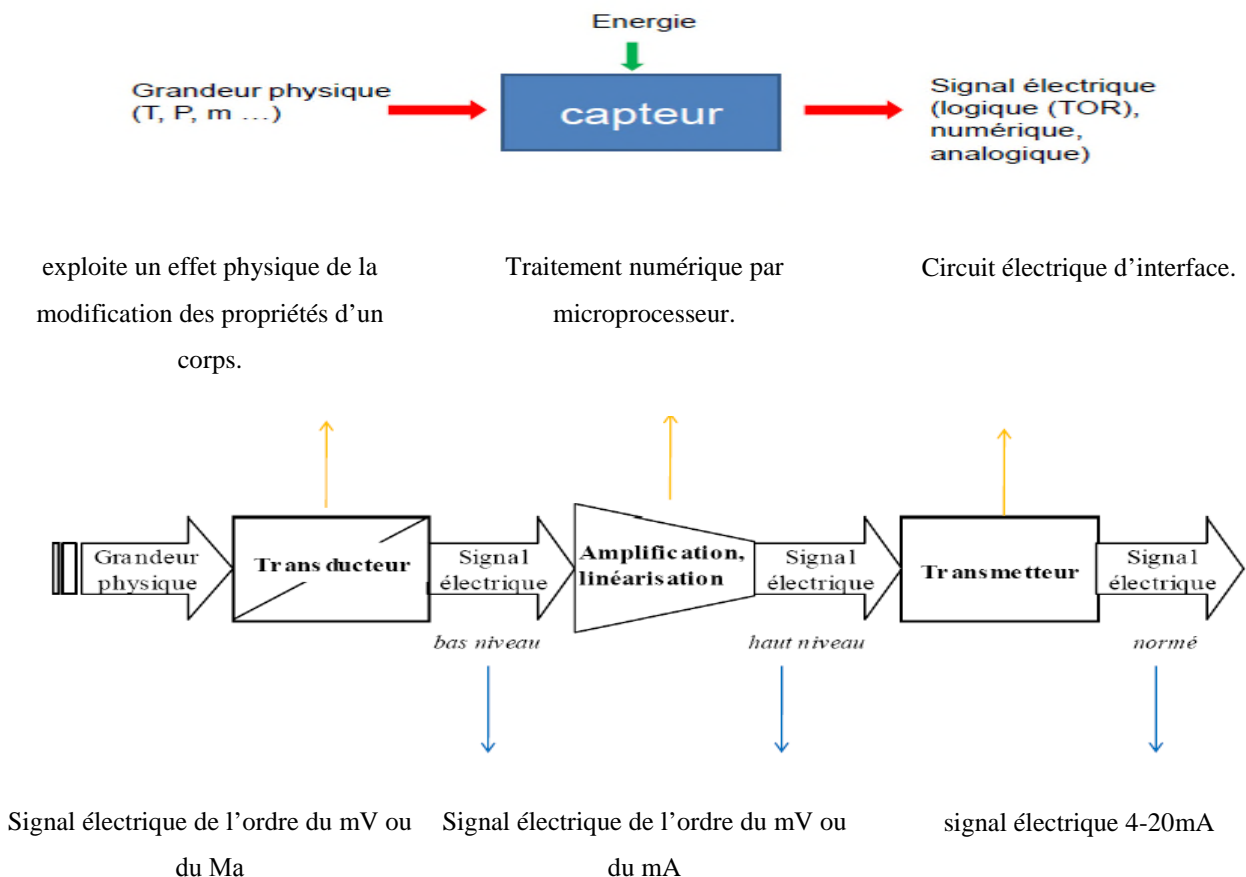 Energie
Grandeur physique
(T, P, m ...)
capteur
Signal électrique
(logique (TOR),
numérique,
analogique)
exploite un effet physique de la
modification des propriétés d'un
corps.
Traitement numérique par
microprocesseur.
Circuit électrique d'interface.
Grandeur
physique
Transducteur
Signal
électrique
bas niveau
Amplification,
linéarisation
Signal
électrique
haut niveau
Transmetteur
Signal
électrique
normé
Signal électrique de l'ordre du mV ou
du Ma
Signal électrique de l'ordre du mV ou
du mA
signal électrique 4-20mA